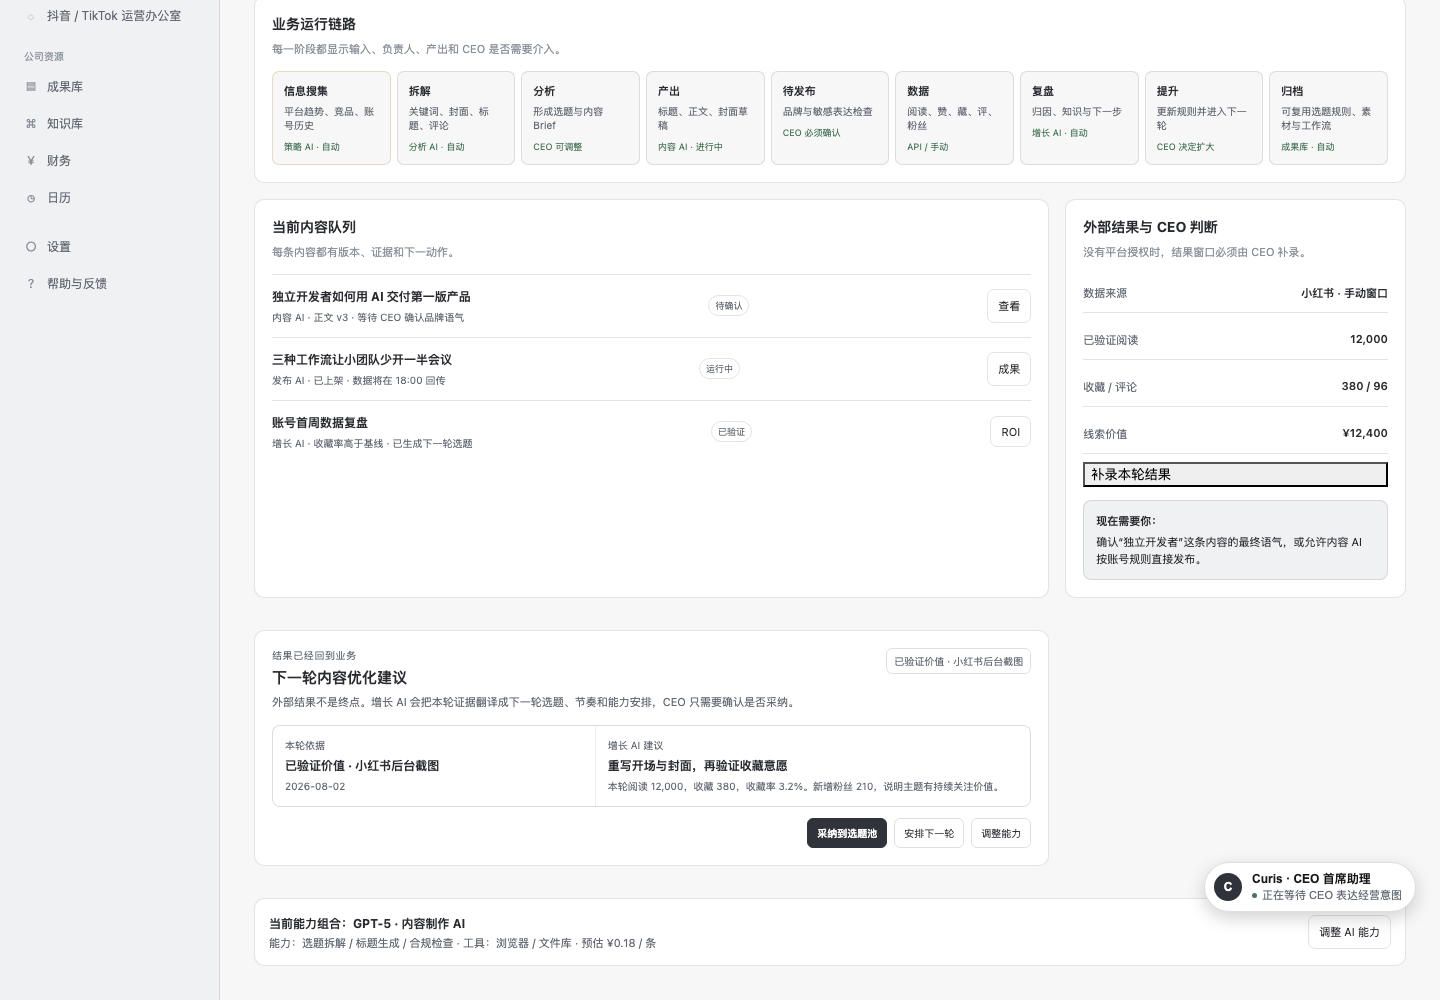 抖音 / TikTok 运营办公室
公司资源
成果库
知识库
¥ 财务
日历
设置
? 帮助与反馈
业务运行链路
每一阶段都显示输入、负责人、产出和 CEO 是否需要介入。
信息搜集
平台趋势、竞品、账
号历史
策略 AI · 自动
拆解
关键词、封面、标
题、评论
分析 AI · 自动
分析
形成选题与内容
Brief
CEO 可调整
产出
标题、正文、封面草
稿
内容 AI · 进行中
待发布
品牌与敏感表达检查
CEO 必须确认
数据
阅读、赞、藏、评、
粉丝
API / 手动
复盘
归因、知识与下一步
增长 AI · 自动
提升
更新规则并进入下一
轮
CEO 决定扩大
归档
可复用选题规则、素
材与工作流
成果库 · 自动
当前内容队列
每条内容都有版本、证据和下一动作。
独立开发者如何用 AI 交付第一版产品
内容 AI · 正文 v3 · 等待 CEO 确认品牌语气
待确认
查看
三种工作流让小团队少开一半会议
发布 AI · 已上架 · 数据将在 18:00 回传
运行中
成果
账号首周数据复盘
增长 AI · 收藏率高于基线 · 已生成下一轮选题
已验证
ROI
外部结果与 CEO 判断
没有平台授权时，结果窗口必须由 CEO 补录。
数据来源 小红书 · 手动窗口
已验证阅读 12,000
收藏 / 评论 380 / 96
线索价值 ¥12,400
补录本轮结果
现在需要你：
确认“独立开发者”这条内容的最终语气，或允许内容 AI
按账号规则直接发布。
结果已经回到业务
下一轮内容优化建议
外部结果不是终点。增长 AI 会把本轮证据翻译成下一轮选题、节奏和能力安排，CEO 只需要确认是否采纳。
已验证价值 · 小红书后台截图
本轮依据
已验证价值 · 小红书后台截图
2026-08-02
增长 AI 建议
重写开场与封面，再验证收藏意愿
本轮阅读 12,000，收藏 380，收藏率 3.2%。新增粉丝 210，说明主题有持续关注价值。
采纳到选题池
安排下一轮
调整能力
C
Curis · CEO 首席助理
正在等待 CEO 表达经营意图
当前能力组合：GPT-5 · 内容制作 AI
能力：选题拆解 / 标题生成 / 合规检查 · 工具：浏览器 / 文件库 · 预估 ¥0.18 / 条
调整 AI 能力